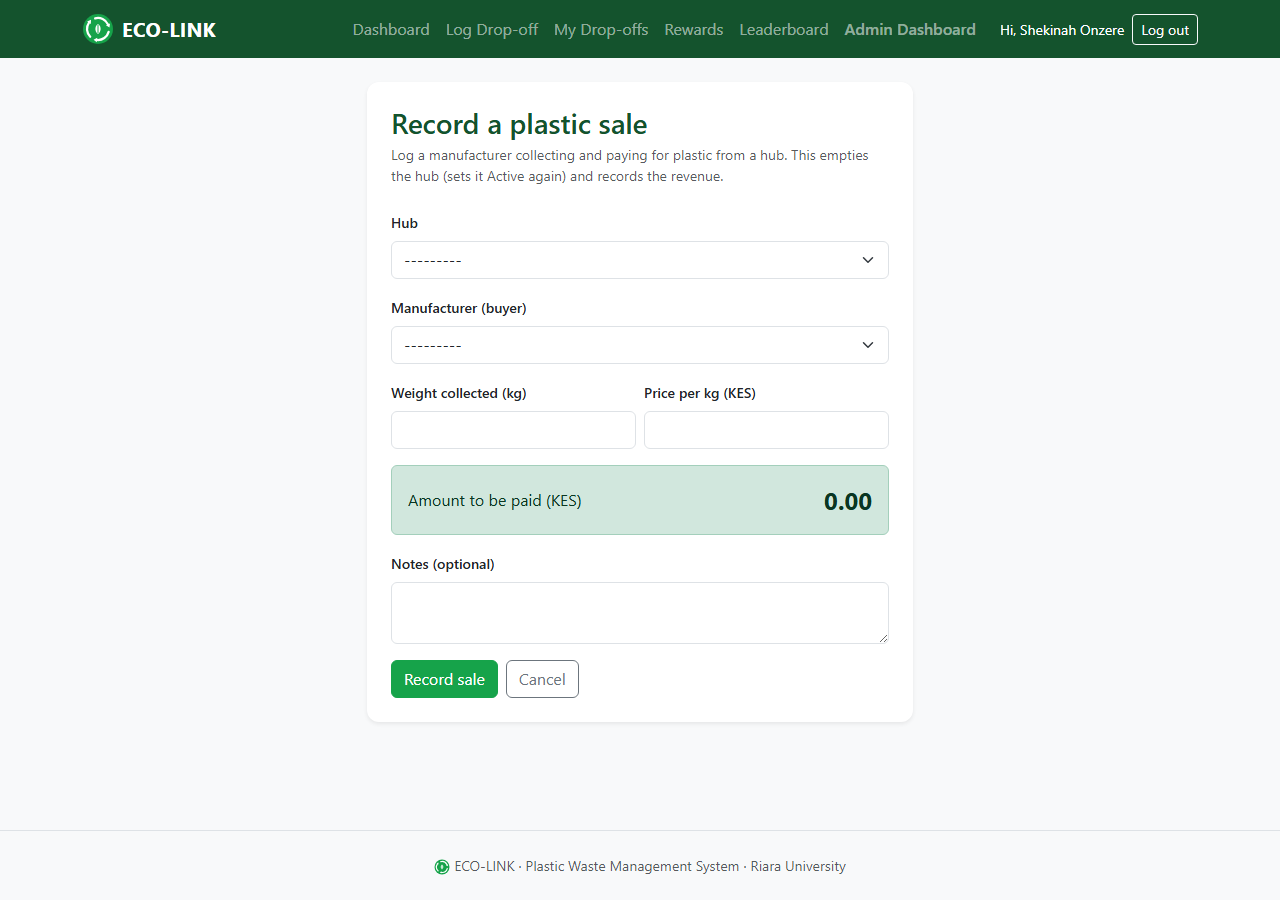 ECO-LINK Dashboard Log Drop-off My Drop-offs Rewards Leaderboard Admin Dashboard Hi, Shekinah Onzere Log out
Record a plastic sale
Log a manufacturer collecting and paying for plastic from a hub. This empties
the hub (sets it Active again) and records the revenue.
Hub
---------
Manufacturer (buyer)
---------
Weight collected (kg) Price per kg (KES)
Amount to be paid (KES) 0.00
Notes (optional)
Record sale Cancel
ECO-LINK · Plastic Waste Management System · Riara University